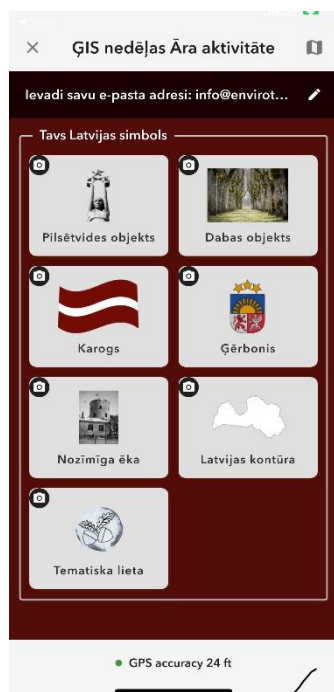 ĢIS nedēļas Āra aktivitāte
Ievadi savu e-pasta adresi: info@envirot...
Tavs Latvijas simbols
Pilsētvides objekts
Dabas objekts
Karogs
Ģērbonis
Nozīmīga ēka
Latvijas kontūra
Tematiska lieta
GPS accuracy 24 ft